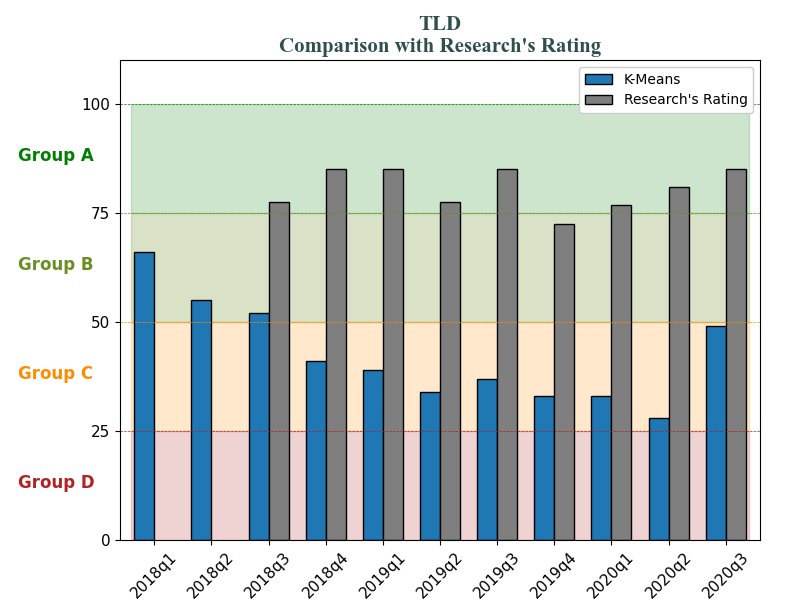 TLD
Comparison with Research's Rating
K-Means
Research's Rating
100
Group A
75
Group B
50
Group C
25
Group D
0
2018q1
2018q2
2018q3
2018q4
2019q1
2019q2
2019q3
2019q4
2020q1
2020q2
2020q3